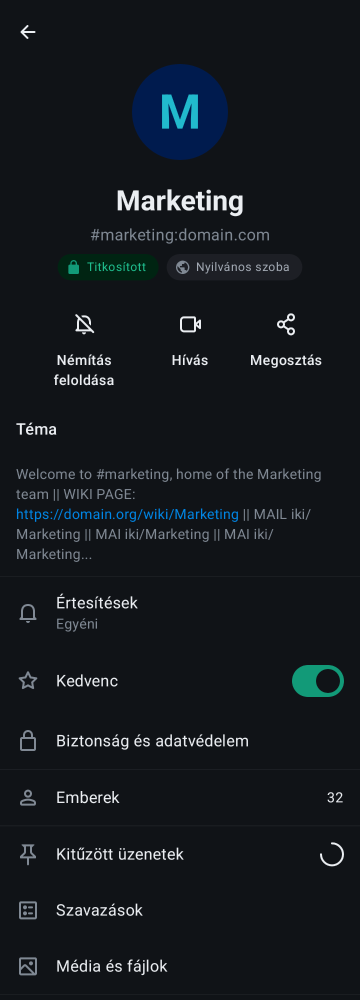 M
Marketing
#marketing:domain.com
Titkosított
Nyilvános szoba
Némítás
feloldása
Hívás
Megosztás
Téma
Welcome to #marketing, home of the Marketing
team || WIKI PAGE:
https://domain.org/wiki/Marketing || MAIL iki/
Marketing || MAI iki/Marketing || MAI iki/
Marketing...
Értesítések
Egyéni
Kedvenc
Biztonság és adatvédelem
Emberek
32
Kitűzött üzenetek
Szavazások
Média és fájlok